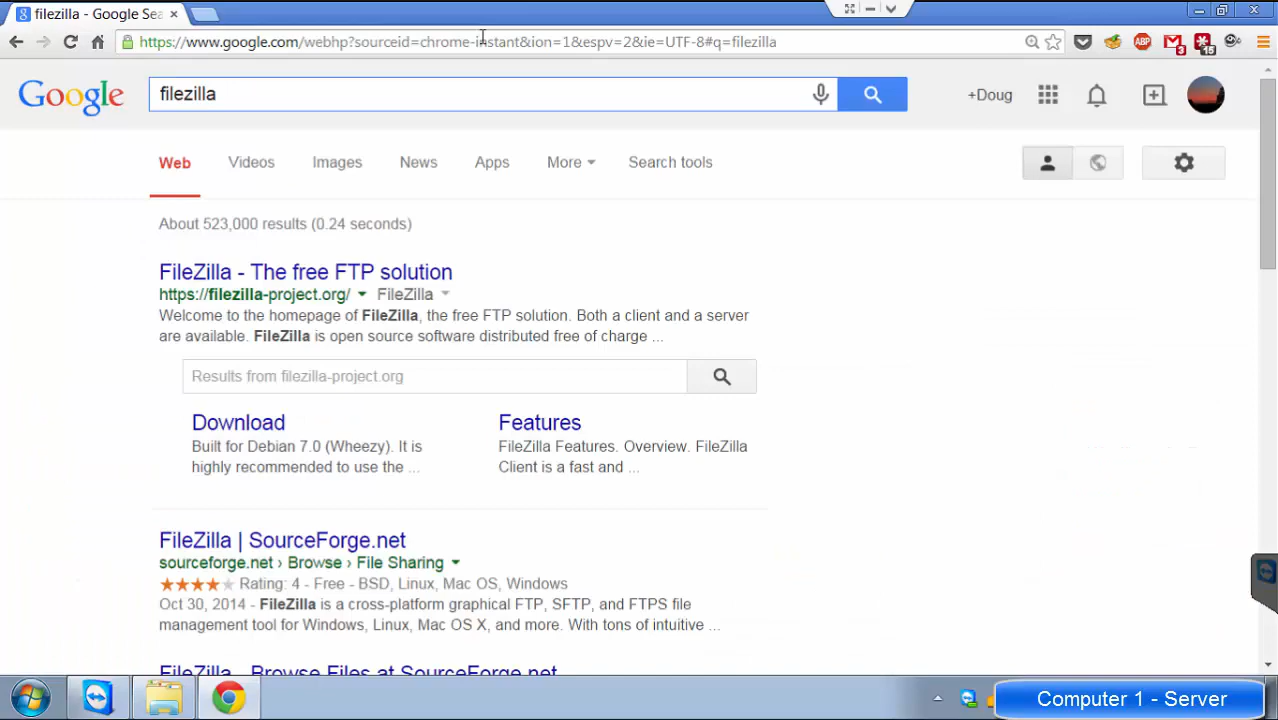 filezilla - Google Sea
https://www.google.com/webhp?sourceid=chrome-instant&ion=1&espv=2&ie=UTF-8#q=filezilla
ABP
3
15
Google
filezilla
+Doug
Web
Videos
Images
News
Apps
More
Search tools
About 523,000 results (0.24 seconds)
FileZilla - The free FTP solution
https://filezilla-project.org/ FileZilla
Welcome to the homepage of FileZilla, the free FTP solution. Both a client and a server
are available. FileZilla is open source software distributed free of charge ...
Results from filezilla-project.org
Download
Built for Debian 7.0 (Wheezy). It is
highly recommended to use the ...
Features
FileZilla Features. Overview. FileZilla
Client is a fast and ...
FileZilla | SourceForge.net
sourceforge.net › Browse › File Sharing
Rating: 4 - Free - BSD, Linux, Mac OS, Windows
Oct 30, 2014 - FileZilla is a cross-platform graphical FTP, SFTP, and FTPS file
management tool for Windows, Linux, Mac OS X, and more. With tons of intuitive ...
FileZilla - Browse Files at SourceForge.net
Computer 1 - Server